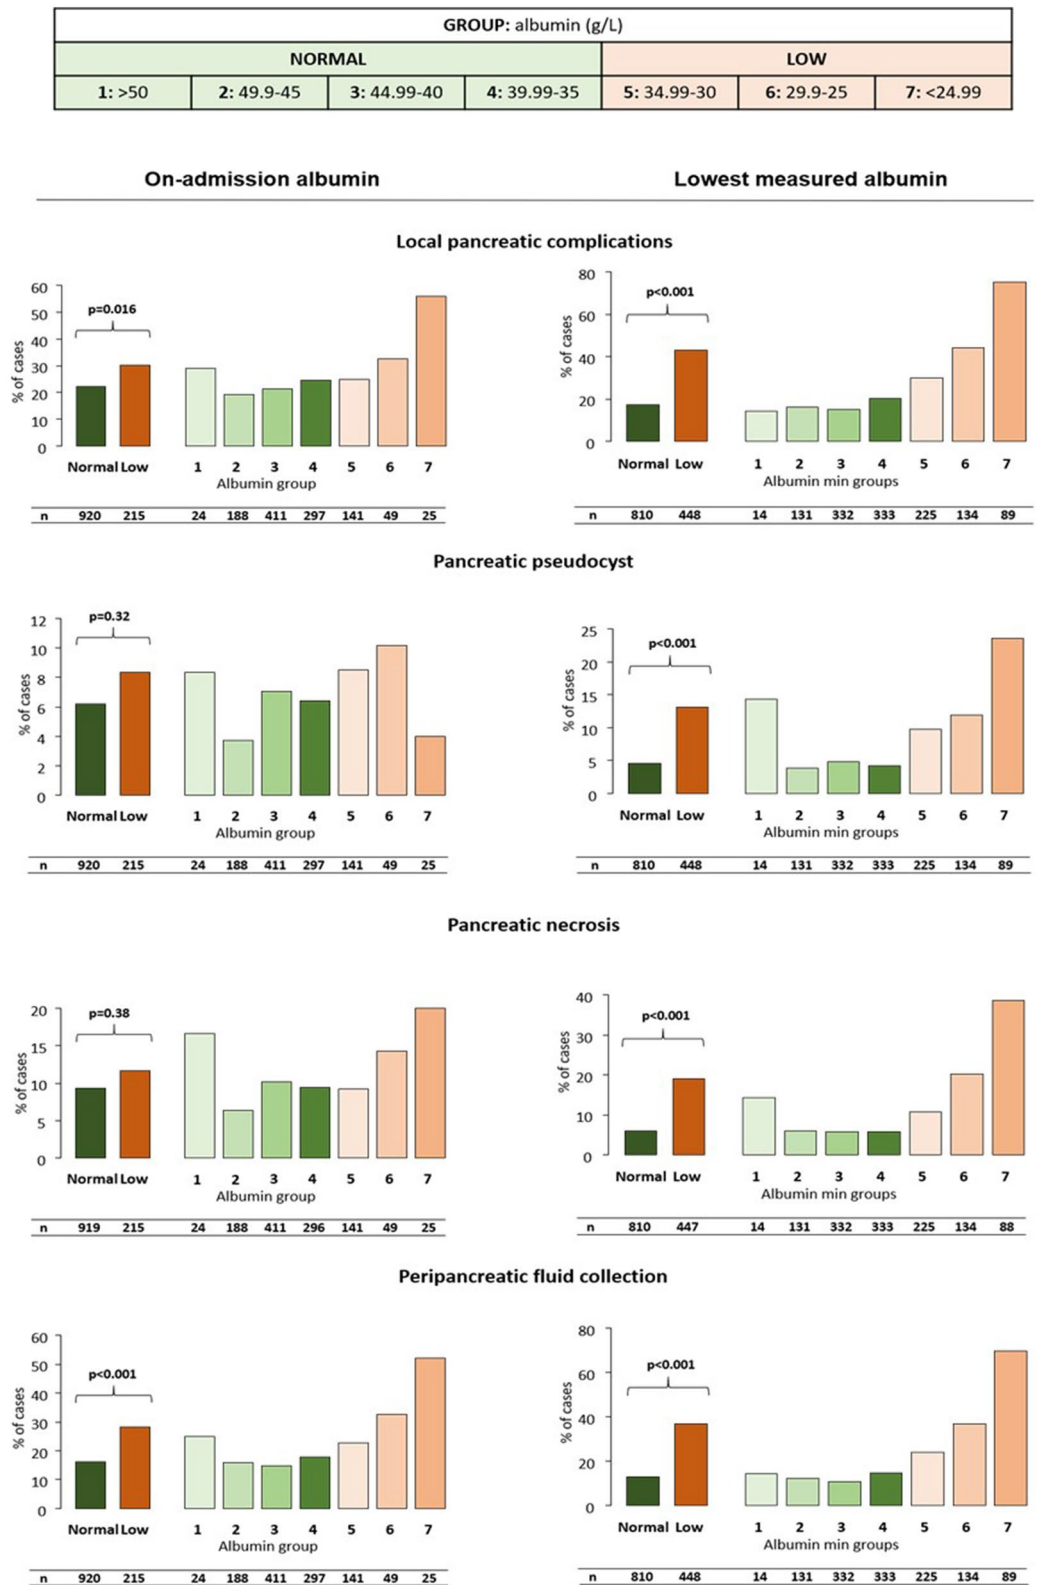 GROUP: albumin (g/L)
NORMAL LOW
1: >50 2: 49.9-45 3: 44.99-40 4: 39.99-35 5: 34.99-30 6: 29.9-25 7: <24.99
On-admission albumin Lowest measured albumin
Local pancreatic complications
% of cases
60
50
40
30
20
10
0
p=0.016
Normal Low 1 2 3 4 5 6 7
Albumin group
n 920 215 24 188 411 297 141 49 25
% of cases
80
60
40
20
0
p<0.001
Normal Low 1 2 3 4 5 6 7
Albumin min groups
n 810 448 14 131 332 333 225 134 89
Pancreatic pseudocyst
% of cases
12
10
8
6
4
2
0
p=0.32
Normal Low 1 2 3 4 5 6 7
Albumin group
n 920 215 24 188 411 297 141 49 25
% of cases
25
20
15
10
5
0
p<0.001
Normal Low 1 2 3 4 5 6 7
Albumin min groups
n 810 448 14 131 332 333 225 134 89
Pancreatic necrosis
% of cases
20
15
10
5
0
p=0.38
Normal Low 1 2 3 4 5 6 7
Albumin group
n 919 215 24 188 411 296 141 49 25
% of cases
40
30
20
10
0
p<0.001
Normal Low 1 2 3 4 5 6 7
Albumin min groups
n 810 447 14 131 332 333 225 134 88
Peripancreatic fluid collection
% of cases
60
50
40
30
20
10
0
p<0.001
Normal Low 1 2 3 4 5 6 7
Albumin group
n 920 215 24 188 411 297 141 49 25
% of cases
80
60
40
20
0
p<0.001
Normal Low 1 2 3 4 5 6 7
Albumin min groups
n 810 448 14 131 332 333 225 134 89